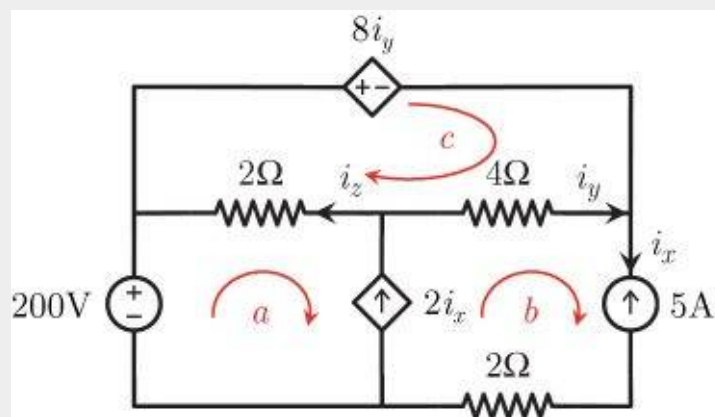 8i_y
+ -
c
2Ω i_z 4Ω i_y
i_x
200V + - a 2i_x b 5A
2Ω